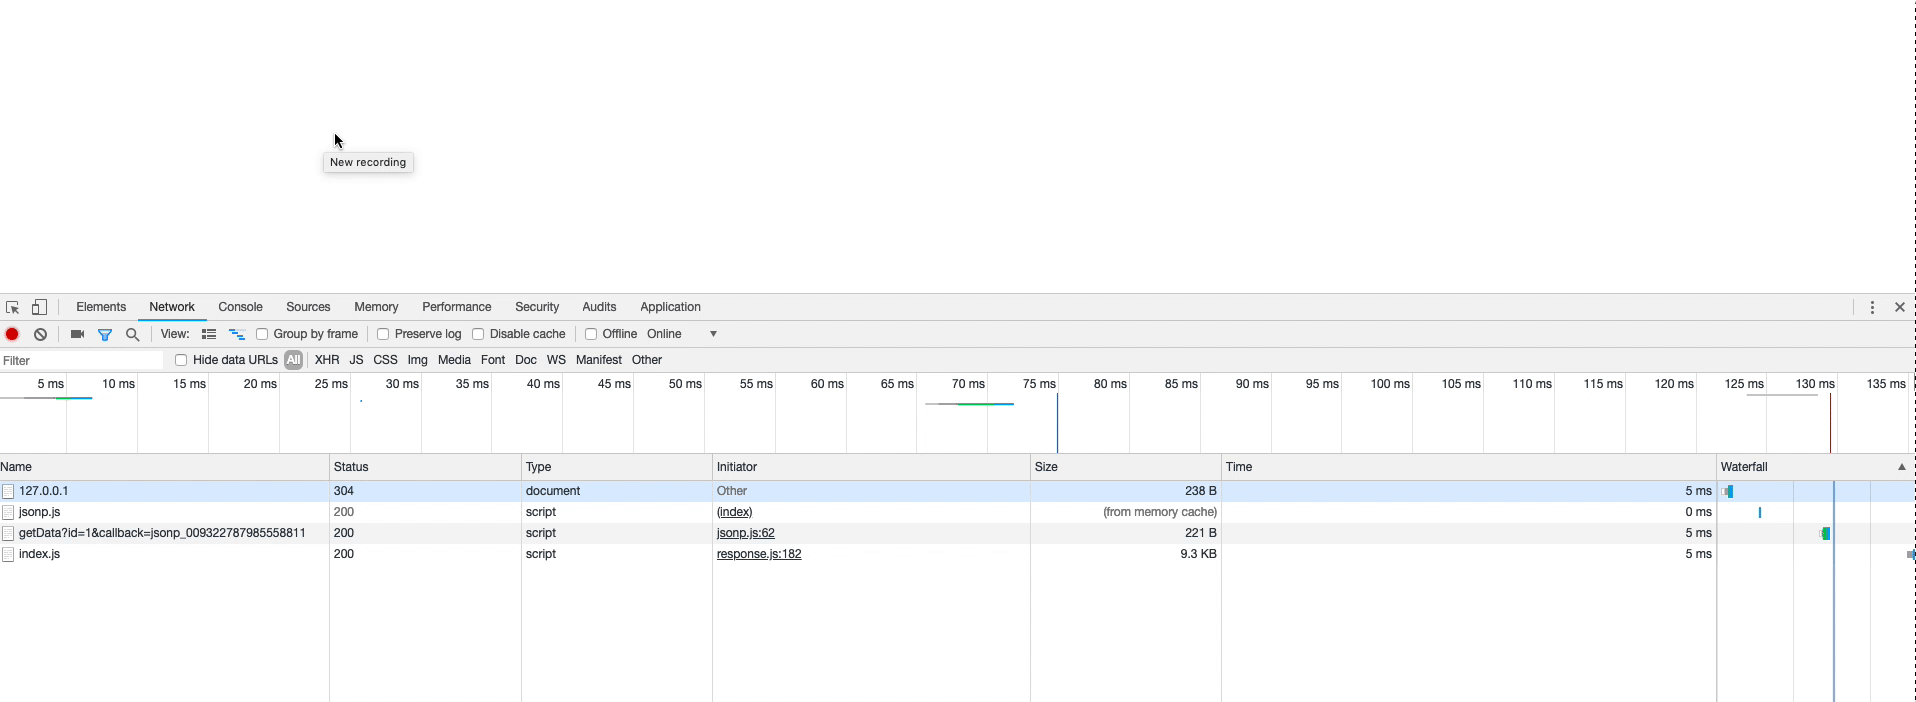 New recording
Elements Network Console Sources Memory Performance Security Audits Application
View: Group by frame Preserve log Disable cache Offline Online
Filter Hide data URLs All XHR JS CSS Img Media Font Doc WS Manifest Other
5 ms 10 ms 15 ms 20 ms 25 ms 30 ms 35 ms 40 ms 45 ms 50 ms 55 ms 60 ms 65 ms 70 ms 75 ms 80 ms 85 ms 90 ms 95 ms 100 ms 105 ms 110 ms 115 ms 120 ms 125 ms 130 ms 135 ms
Name Status Type Initiator Size Time Waterfall
127.0.0.1 304 document Other 238 B 5 ms
jsonp.js 200 script (index) (from memory cache) 0 ms
getData?id=1&callback=jsonp_009322787985558811 200 script jsonp.js:62 221 B 5 ms
index.js 200 script response.js:182 9.3 KB 5 ms